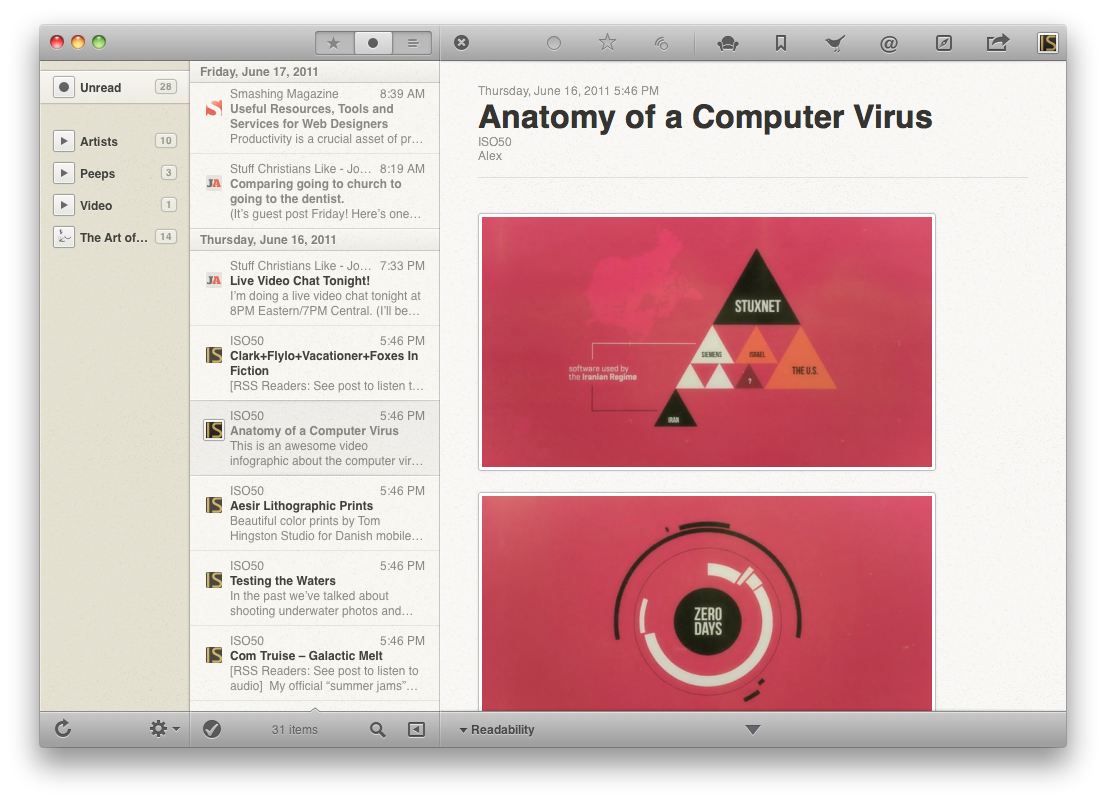 Unread 28
Artists 10
Peeps 3
Video 1
The Art of… 14
Friday, June 17, 2011
Smashing Magazine 8:39 AM
Useful Resources, Tools and
Services for Web Designers
Productivity is a crucial asset of pr…
Stuff Christians Like - Jo… 8:19 AM
Comparing going to church to
going to the dentist.
(It’s guest post Friday! Here’s one…
Thursday, June 16, 2011
Stuff Christians Like - Jo… 7:33 PM
Live Video Chat Tonight!
I’m doing a live video chat tonight at
8PM Eastern/7PM Central. (I’ll be…
ISO50 5:46 PM
Clark+Flylo+Vacationer+Foxes In
Fiction
[RSS Readers: See post to listen t…
ISO50 5:46 PM
Anatomy of a Computer Virus
This is an awesome video
infographic about the computer vir…
ISO50 5:46 PM
Aesir Lithographic Prints
Beautiful color prints by Tom
Hingston Studio for Danish mobile…
ISO50 5:46 PM
Testing the Waters
In the past we’ve talked about
shooting underwater photos and…
ISO50 5:46 PM
Com Truise – Galactic Melt
[RSS Readers: See post to listen to
audio]  My official “summer jams”…
31 items
Thursday, June 16, 2011 5:46 PM
Anatomy of a Computer Virus
ISO50
Alex
STUXNET
SIEMENS
ISRAEL
THE U.S.
?
software used by
the Iranian Regime
IRAN
ZERO
DAYS
Readability